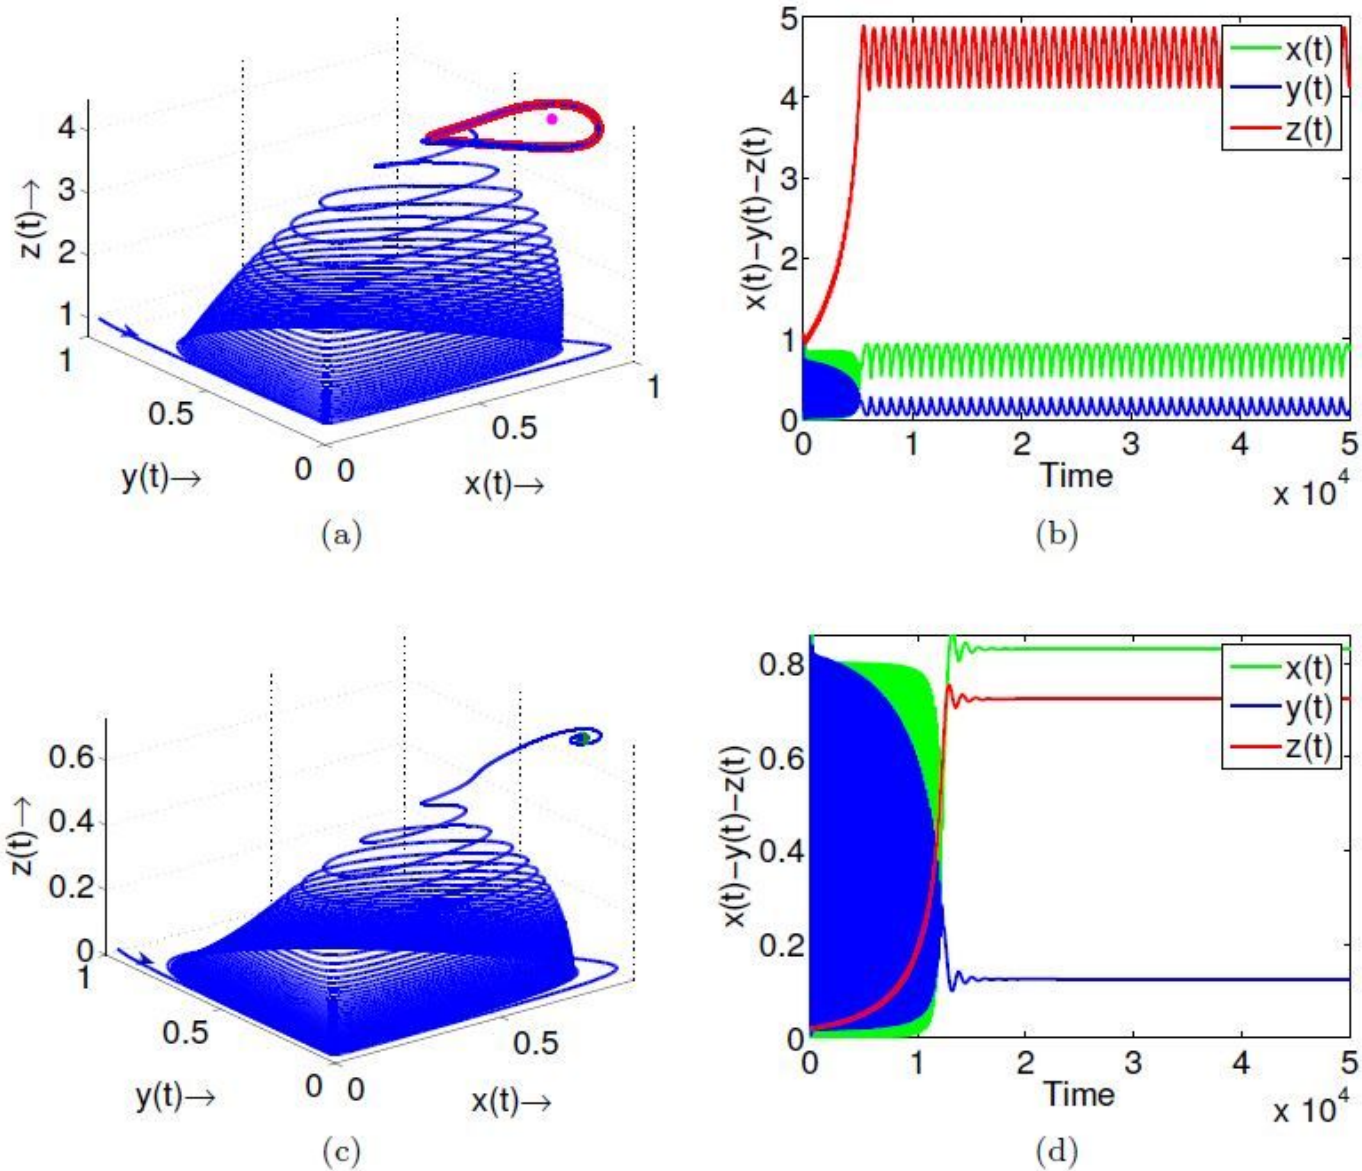 4
3
2
1
z(t)→
1
0.5
0 0
0.5
1
y(t)→
x(t)→
(a)
5
4
3
2
1
0
x(t)−y(t)−z(t)
x(t)
y(t)
z(t)
0 1 2 3 4 5
Time
x 10^4
(b)
0.6
0.4
0.2
0
z(t)→
1
0.5
0 0
0.5
y(t)→
x(t)→
(c)
0.8
0.6
0.4
0.2
0
x(t)−y(t)−z(t)
x(t)
y(t)
z(t)
0 1 2 3 4 5
Time
x 10^4
(d)